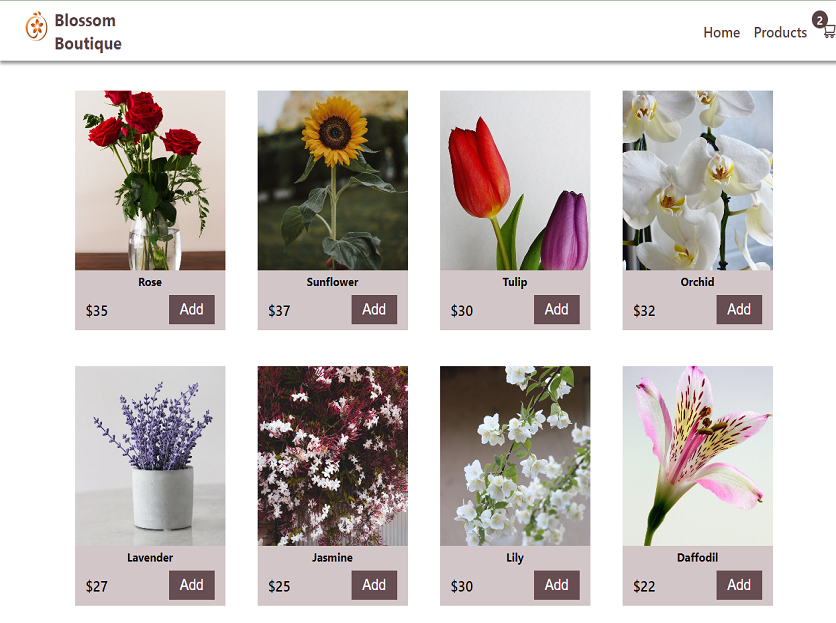 Blossom
Boutique
Home
Products
2
Rose
Sunflower
Tulip
Orchid
$35
Add
$37
Add
$30
Add
$32
Add
Lavender
Jasmine
Lily
Daffodil
$27
Add
$25
Add
$30
Add
$22
Add